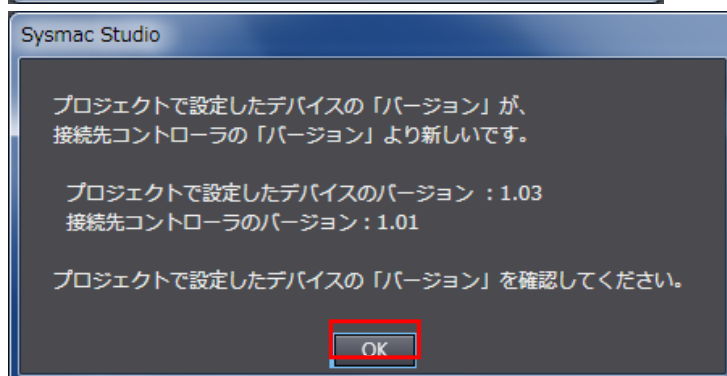 Sysmac Studio
プロジェクトで設定したデバイスの「バージョン」が、
接続先コントローラの「バージョン」より新しいです。
プロジェクトで設定したデバイスのバージョン ：1.03
接続先コントローラのバージョン：1.01
プロジェクトで設定したデバイスの「バージョン」を確認してください。
OK